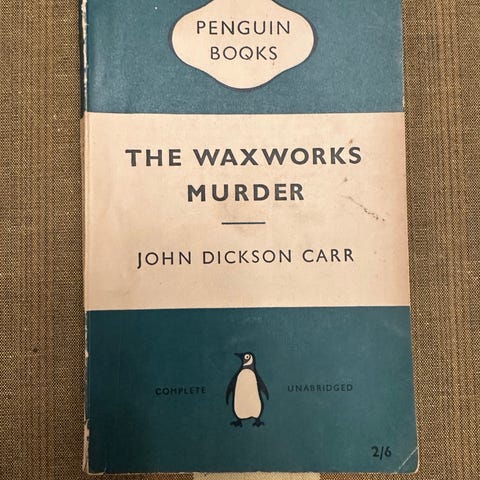 PENGUIN
BOOKS
THE WAXWORKS
MURDER
JOHN DICKSON CARR
COMPLETE UNABRIDGED
2/6